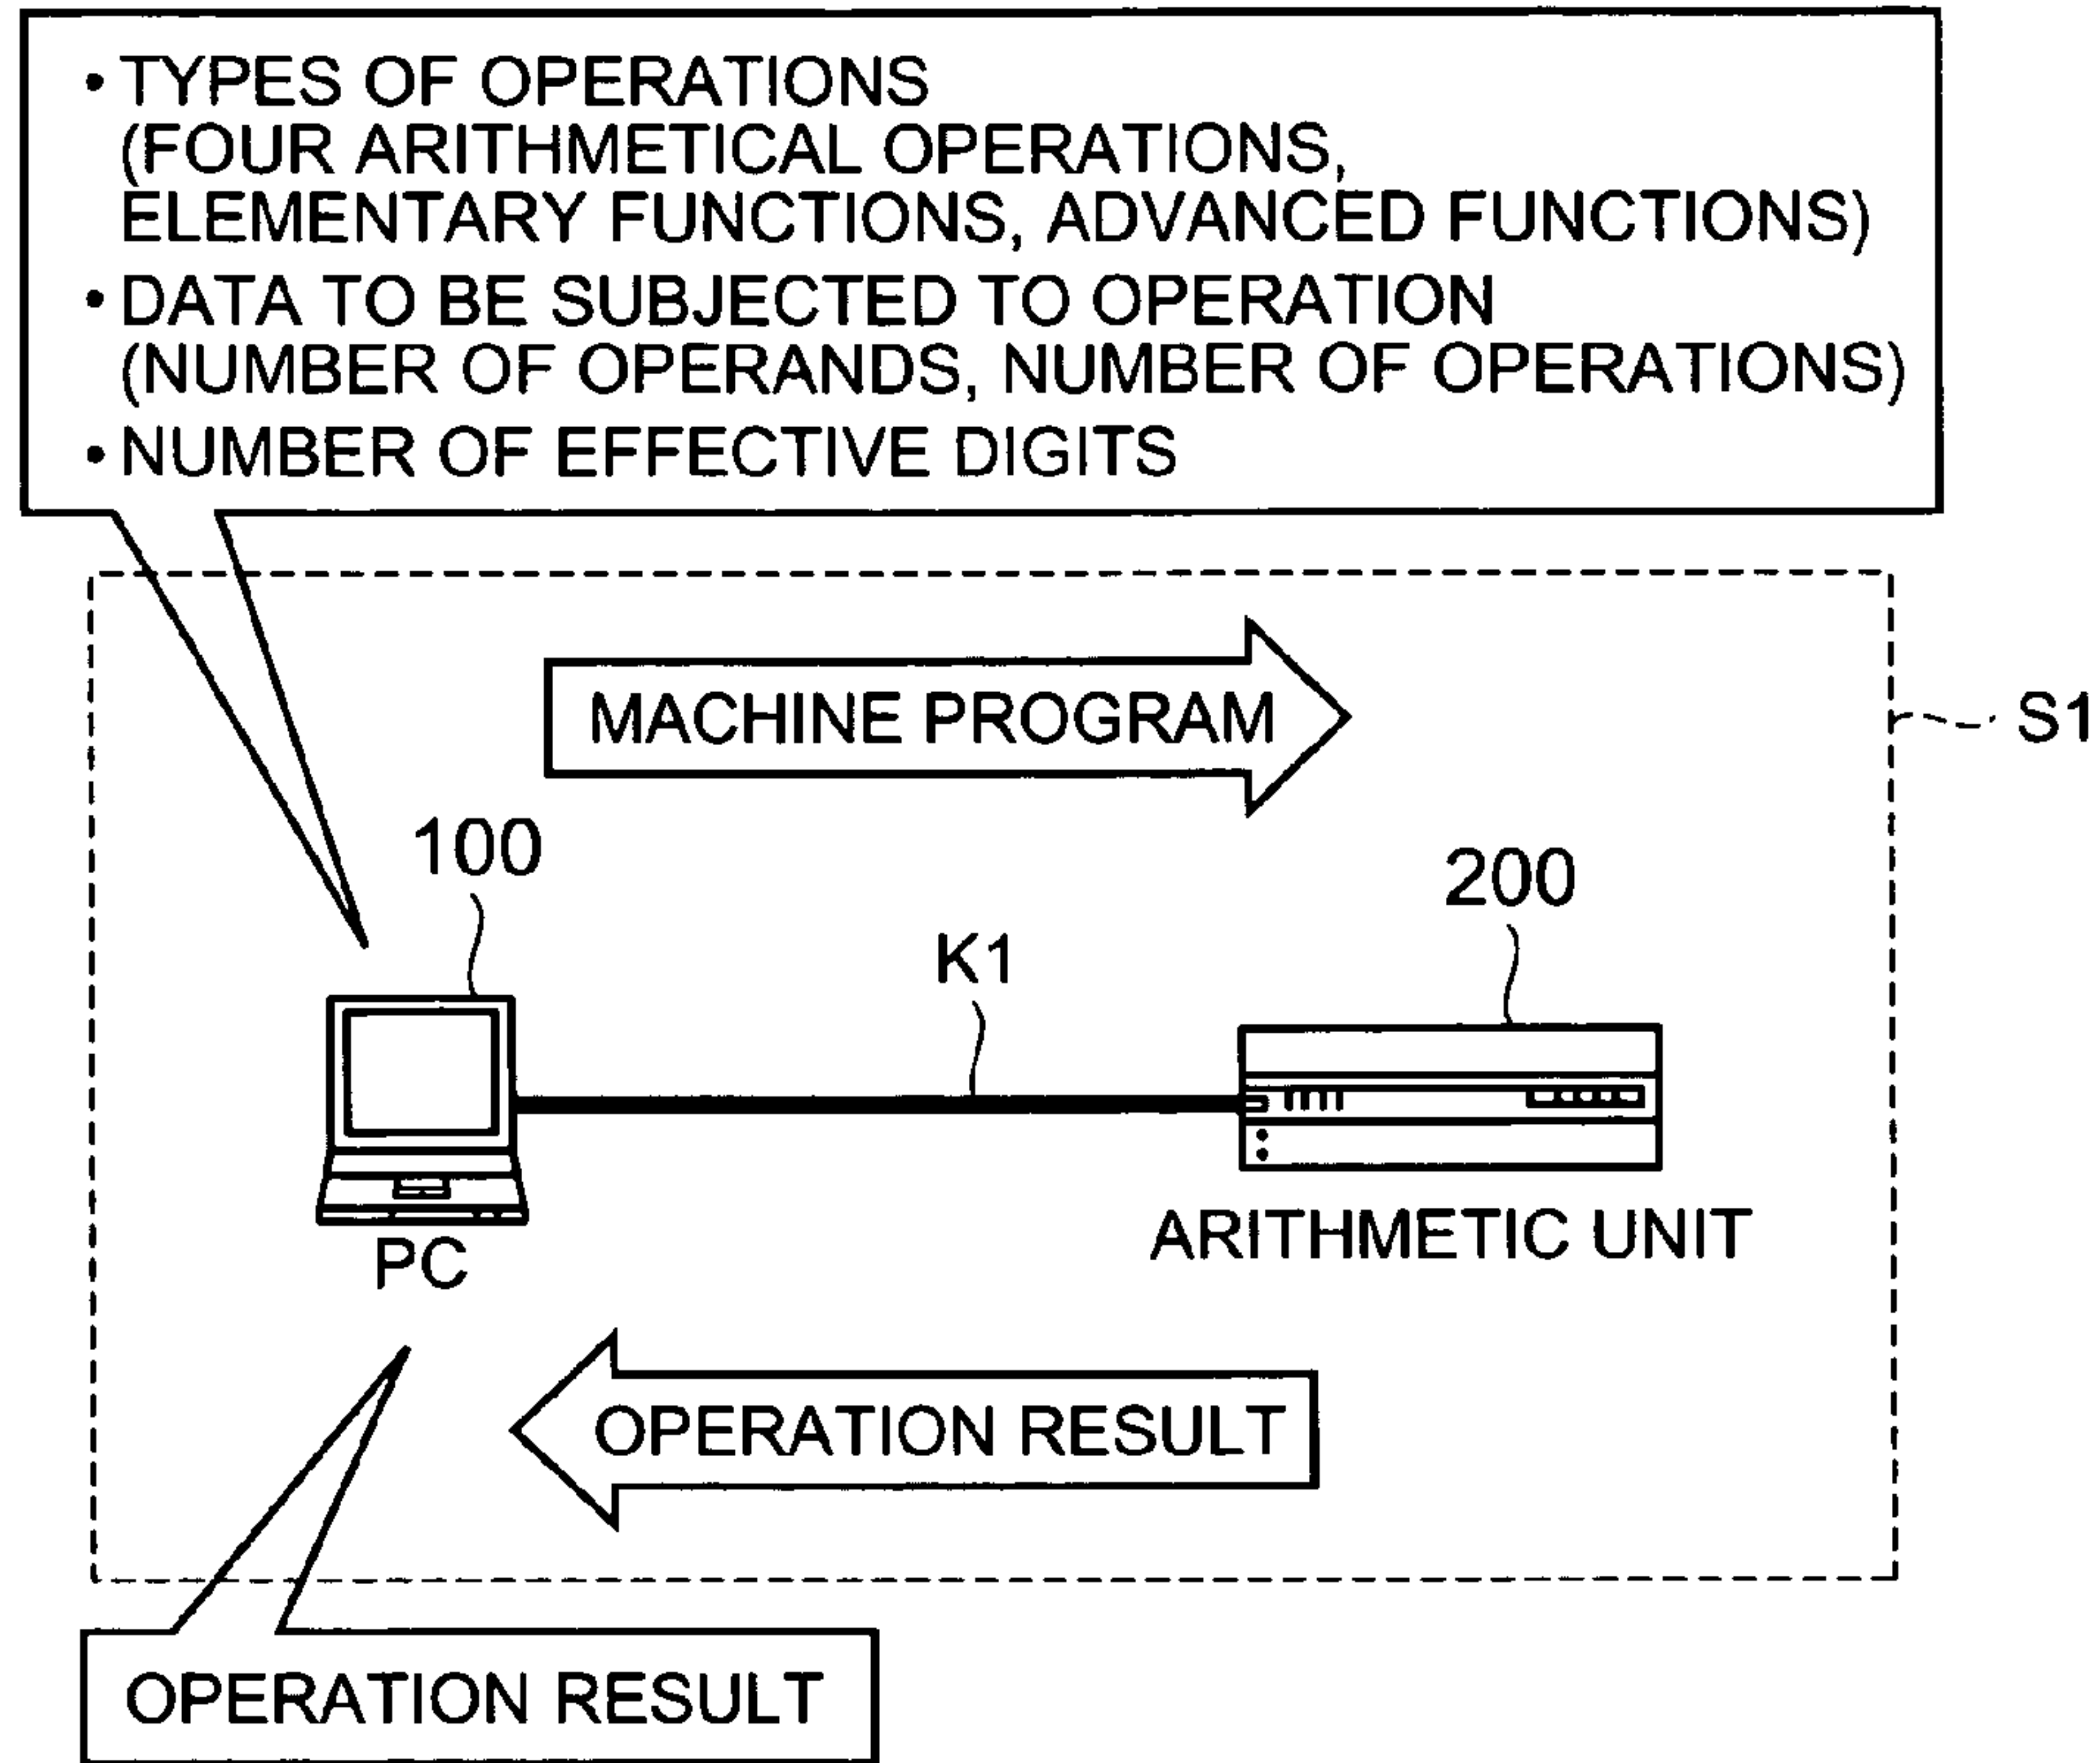 • TYPES OF OPERATIONS
(FOUR ARITHMETICAL OPERATIONS,
ELEMENTARY FUNCTIONS, ADVANCED FUNCTIONS)
• DATA TO BE SUBJECTED TO OPERATION
(NUMBER OF OPERANDS, NUMBER OF OPERATIONS)
• NUMBER OF EFFECTIVE DIGITS
MACHINE PROGRAM
S1
100
200
K1
ARITHMETIC UNIT
PC
OPERATION RESULT
OPERATION RESULT